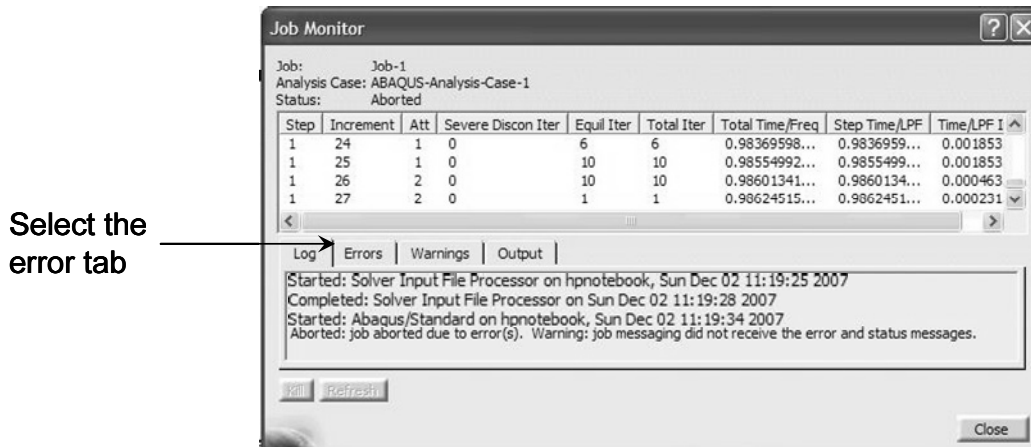 Job Monitor
Job: Job-1
Analysis Case: ABAQUS-Analysis-Case-1
Status: Aborted
Step Increment Att Severe Discon Iter Equil Iter Total Iter Total Time/Freq Step Time/LPF Time/LPF I
1 24 1 0 6 6 0.98369598... 0.9836959... 0.001853
1 25 1 0 10 10 0.98554992... 0.9855499... 0.001853
1 26 2 0 10 10 0.98601341... 0.9860134... 0.000463
1 27 2 0 1 1 0.98624515... 0.9862451... 0.000231
Select the
error tab
Log Errors Warnings Output
Started: Solver Input File Processor on hpnotebook, Sun Dec 02 11:19:25 2007
Completed: Solver Input File Processor on Sun Dec 02 11:19:28 2007
Started: Abaqus/Standard on hpnotebook, Sun Dec 02 11:19:34 2007
Aborted: job aborted due to error(s). Warning: job messaging did not receive the error and status messages.
Kill Refresh
Close